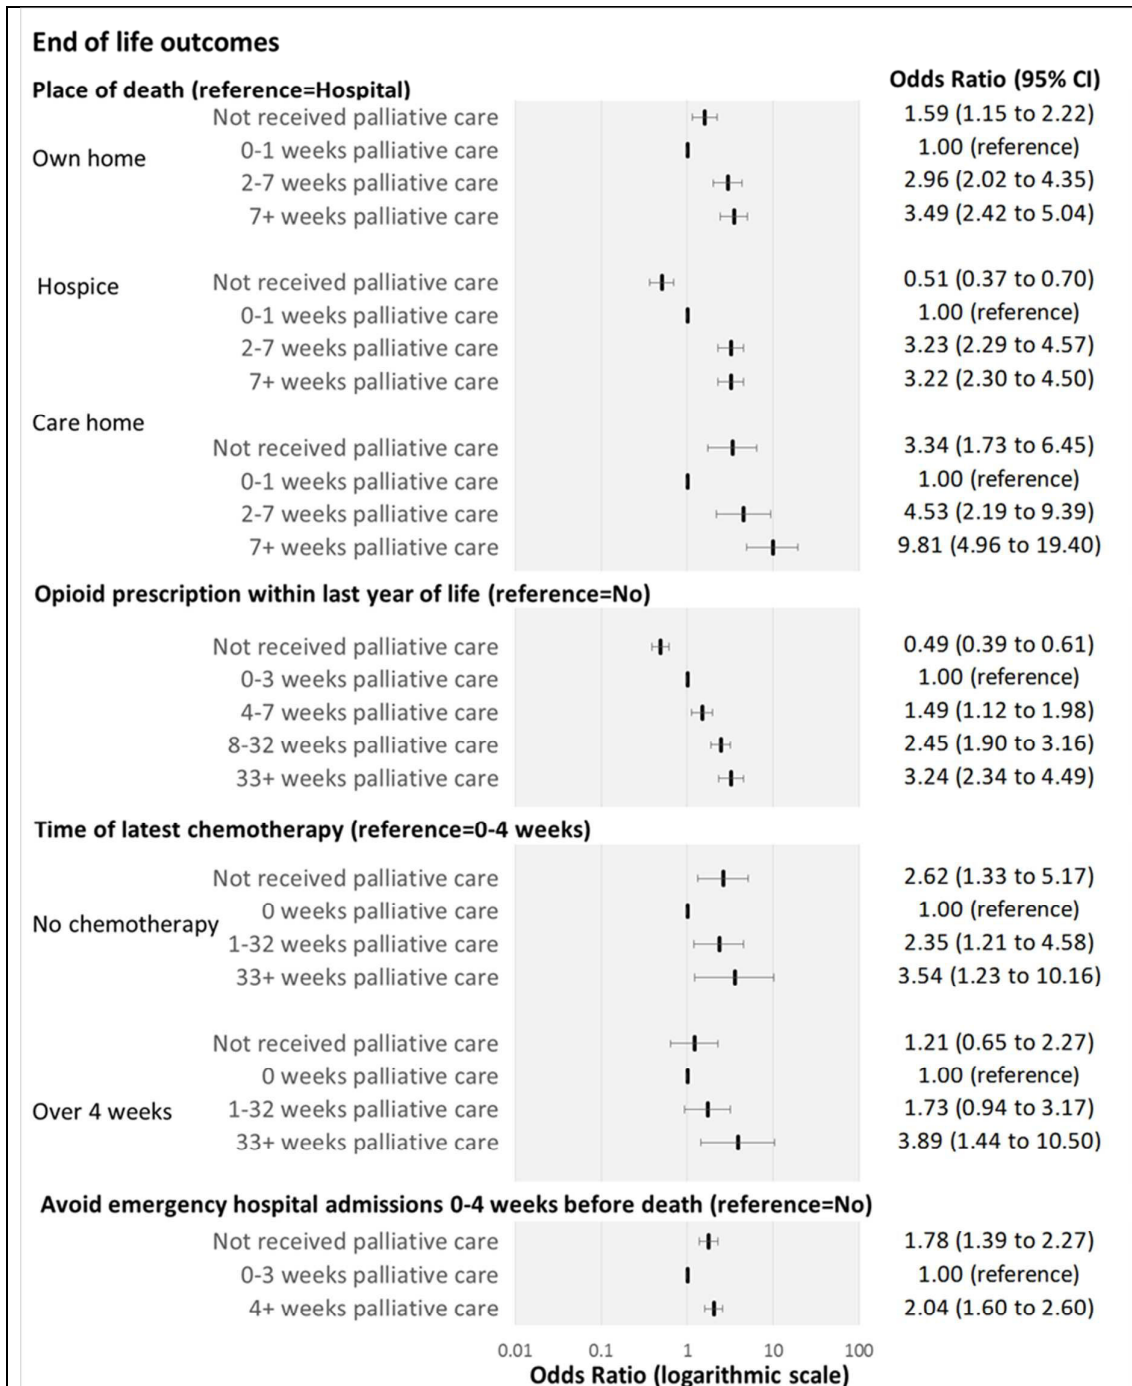 End of life outcomes
Odds Ratio (95% CI)
Place of death (reference=Hospital)
Not received palliative care 1.59 (1.15 to 2.22)
Own home
0-1 weeks palliative care 1.00 (reference)
2-7 weeks palliative care 2.96 (2.02 to 4.35)
7+ weeks palliative care 3.49 (2.42 to 5.04)
Hospice
Not received palliative care 0.51 (0.37 to 0.70)
0-1 weeks palliative care 1.00 (reference)
2-7 weeks palliative care 3.23 (2.29 to 4.57)
7+ weeks palliative care 3.22 (2.30 to 4.50)
Care home
Not received palliative care 3.34 (1.73 to 6.45)
0-1 weeks palliative care 1.00 (reference)
2-7 weeks palliative care 4.53 (2.19 to 9.39)
7+ weeks palliative care 9.81 (4.96 to 19.40)
Opioid prescription within last year of life (reference=No)
Not received palliative care 0.49 (0.39 to 0.61)
0-3 weeks palliative care 1.00 (reference)
4-7 weeks palliative care 1.49 (1.12 to 1.98)
8-32 weeks palliative care 2.45 (1.90 to 3.16)
33+ weeks palliative care 3.24 (2.34 to 4.49)
Time of latest chemotherapy (reference=0-4 weeks)
Not received palliative care 2.62 (1.33 to 5.17)
0 weeks palliative care 1.00 (reference)
No chemotherapy
1-32 weeks palliative care 2.35 (1.21 to 4.58)
33+ weeks palliative care 3.54 (1.23 to 10.16)
Not received palliative care 1.21 (0.65 to 2.27)
0 weeks palliative care 1.00 (reference)
Over 4 weeks
1-32 weeks palliative care 1.73 (0.94 to 3.17)
33+ weeks palliative care 3.89 (1.44 to 10.50)
Avoid emergency hospital admissions 0-4 weeks before death (reference=No)
Not received palliative care 1.78 (1.39 to 2.27)
0-3 weeks palliative care 1.00 (reference)
4+ weeks palliative care 2.04 (1.60 to 2.60)
0.01 0.1 1 10 100
Odds Ratio (logarithmic scale)